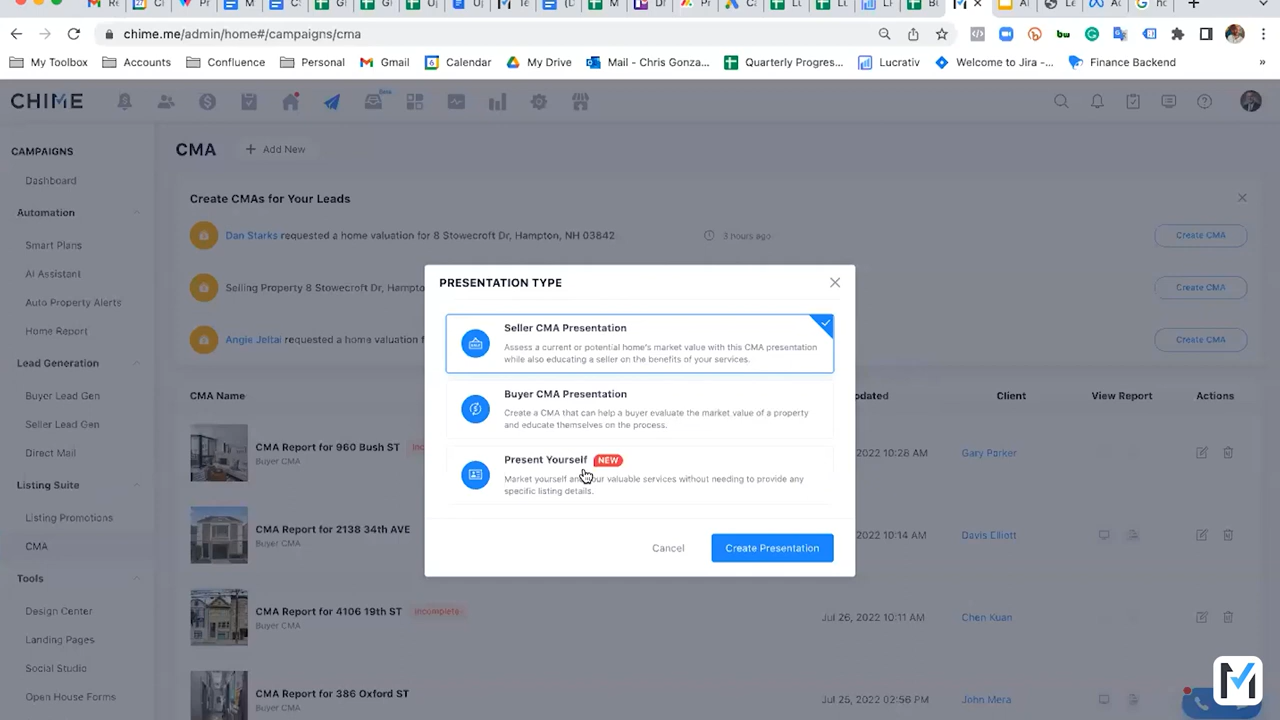 chime.me/admin/home#/campaigns/cma
My Toolbox Accounts Confluence Personal Gmail Calendar My Drive Mail - Chris Gonza... Quarterly Progres... Lucrativ Welcome to Jira -... Finance Backend »
CHIME
Beta
CAMPAIGNS
Dashboard
Automation
Smart Plans
AI Assistant
Auto Property Alerts
Home Report
Lead Generation
Buyer Lead Gen
Seller Lead Gen
Direct Mail
Listing Suite
Listing Promotions
CMA
Tools
Design Center
Landing Pages
Social Studio
Open House Forms
CMA + Add New
Create CMAs for Your Leads
Dan Starks requested a home valuation for 8 Stowecroft Dr, Hampton, NH 03842 3 hours ago Create CMA
Selling Property 8 Stowecroft Dr, Create CMA
Angie Jeltai requested a home valuation Create CMA
PRESENTATION TYPE
Seller CMA Presentation
Assess a current or potential home's market value with this CMA presentation
while also educating a seller on the benefits of your services.
Buyer CMA Presentation
Create a CMA that can help a buyer evaluate the market value of a property
and educate themselves on the process.
Present Yourself NEW
Market yourself and your valuable services without needing to provide any
specific listing details.
Cancel Create Presentation
CMA Name Client View Report Actions
CMA Report for 960 Bush ST
Buyer CMA
10:28 AM Gary Parker
CMA Report for 2138 34th AVE
Buyer CMA
10:14 AM Davis Elliott
CMA Report for 4106 19th ST Incomplete
Buyer CMA
Jul 26, 2022 10:11 AM Chen Kuan
CMA Report for 386 Oxford ST
Jul 25, 2022 02:56 PM John Mera